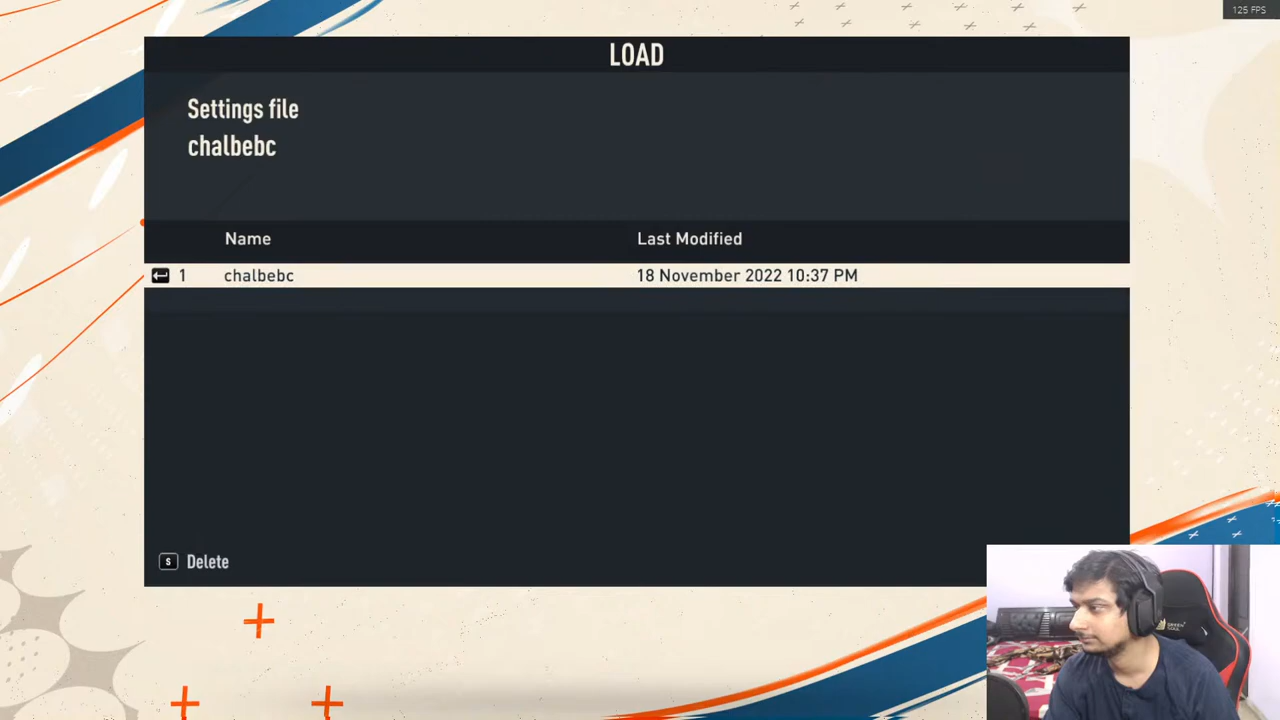 125 FPS
LOAD
Settings file
chalbebc
Name Last Modified
1 chalbebc 18 November 2022 10:37 PM
S Delete